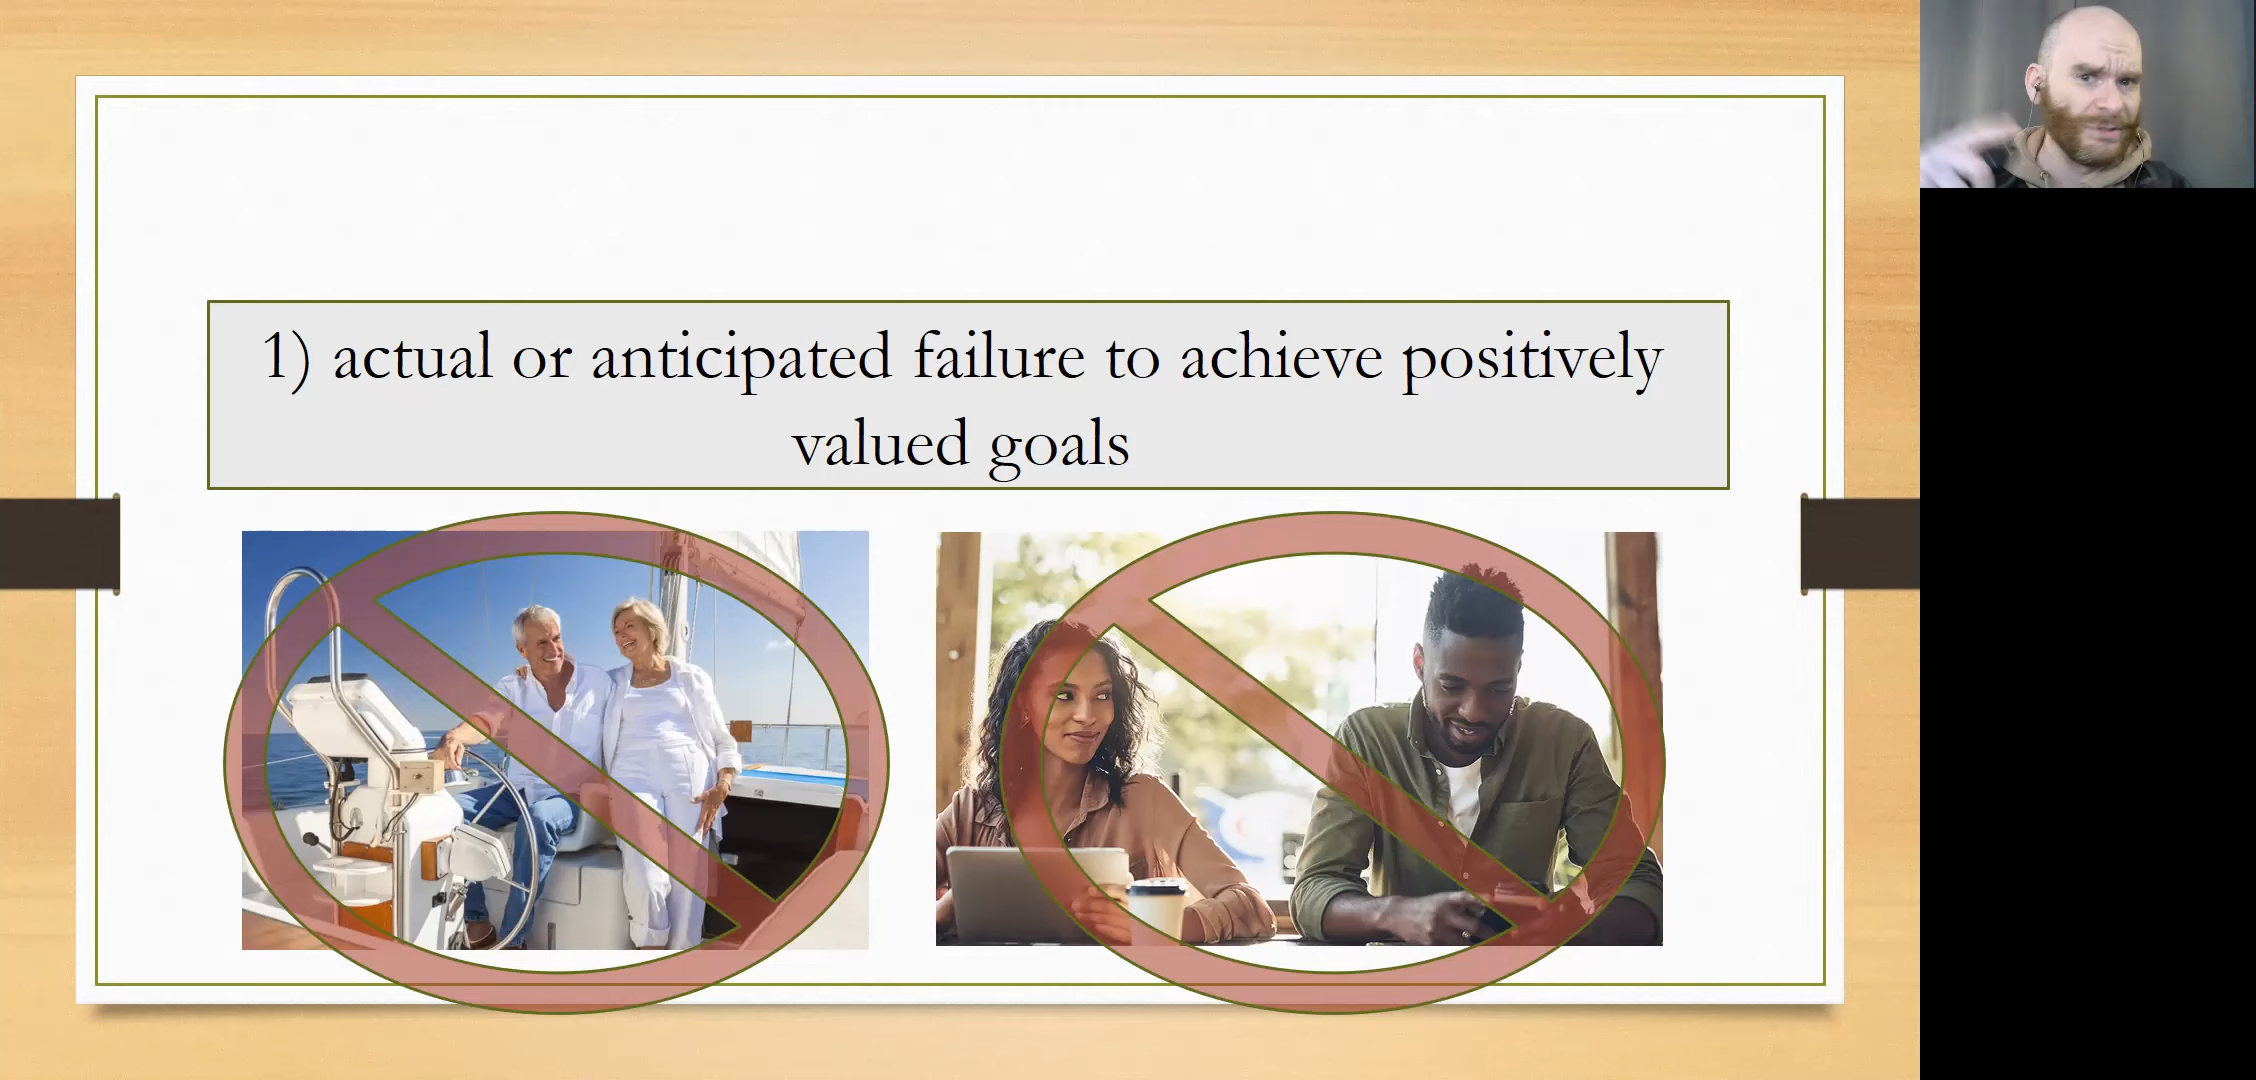 1) actual or anticipated failure to achieve positively
valued goals